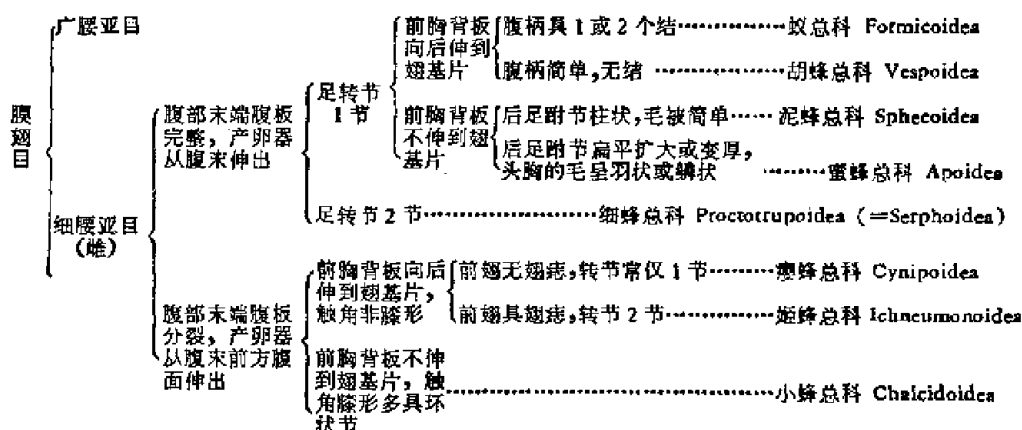 膜翅目
广腰亚目
细腰亚目
(雌)
腹部末端腹板
完整，产卵器
从腹末伸出
足转节
1节
前胸背板
向后伸到
翅基片
腹柄具1或2个结……………蚁总科 Formicoidea
腹柄简单，无结………………胡蜂总科 Vespoidea
前胸背板
不伸到翅
基片
后足跗节柱状，毛被简单……泥蜂总科 Sphecoidea
后足跗节扁平扩大或变厚，
头胸的毛呈羽状或鳞状………蜜蜂总科 Apoidea
足转节2节……………………细蜂总科 Proctotrupoidea (=Serphoidea)
腹部末端腹板
分裂，产卵器
从腹末前方腹
面伸出
前胸背板向后
伸到翅基片，
触角非膝形
前翅无翅痣，转节常仅1节………瘿蜂总科 Cynipoidea
前翅具翅痣，转节2节……………姬蜂总科 Ichneumonoidea
前胸背板不伸
到翅基片，触
角膝形多具环
状节
………………………………小蜂总科 Chalcidoidea